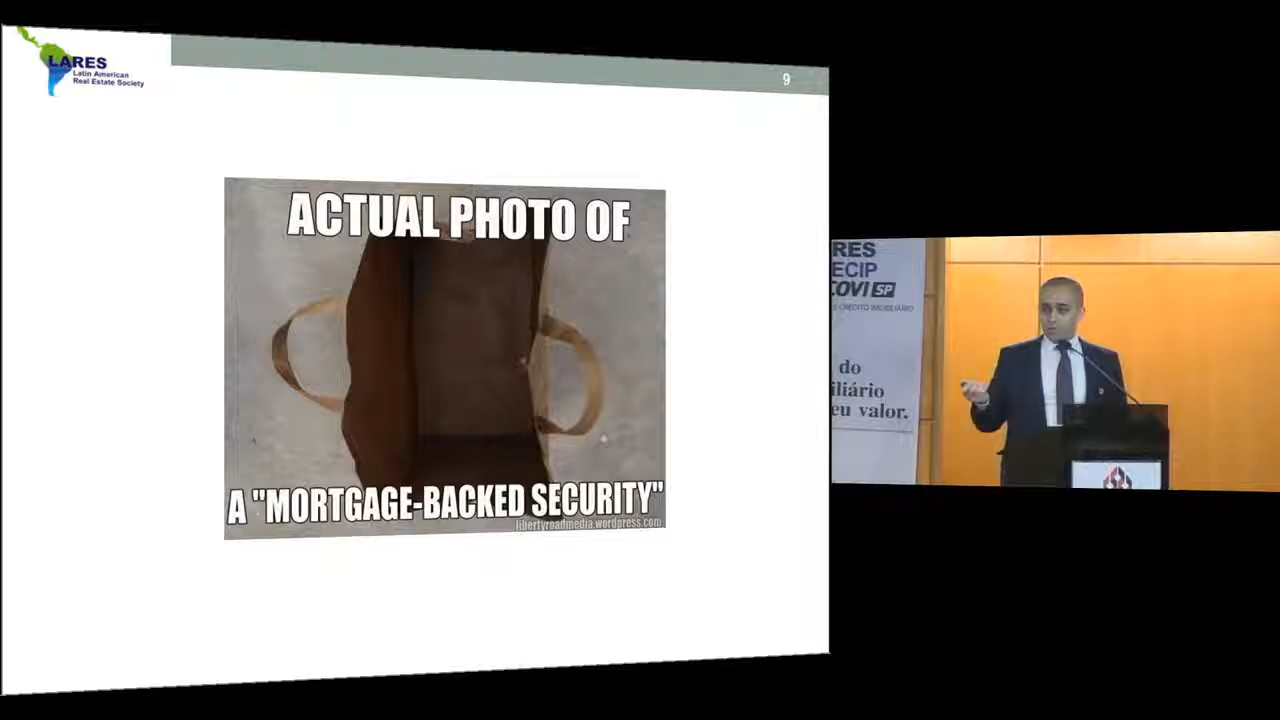 LARES
Latin American
Real Estate Society
9
ACTUAL PHOTO OF
A "MORTGAGE-BACKED SECURITY"
libertyroadmedia.wordpress.com
RES
ECIP
COVI SP
CRÉDITO IMOBILIÁRIO
do
iliário
eu valor.